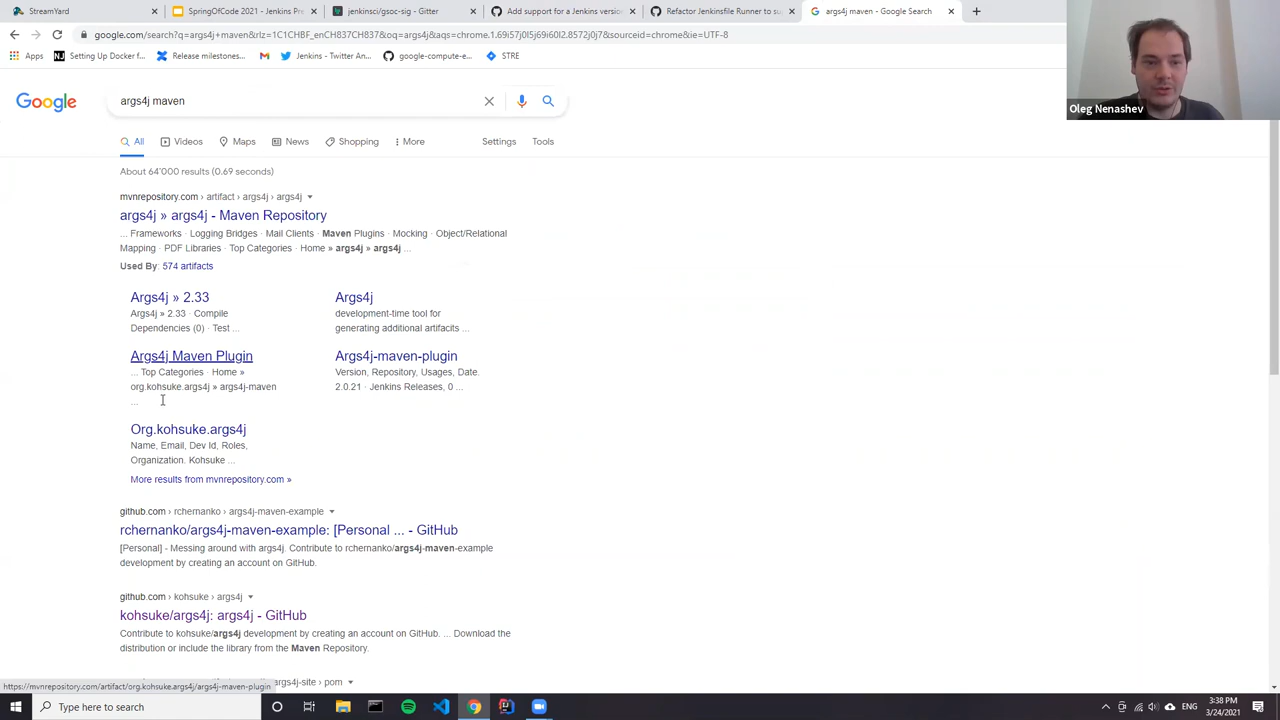 StreamYard
SpringOfCode 2021 - Jenkins Pre
jenkinsci/gsoc-sig - Gitter
Add support for a Jenkins version
Refactor Jenkinsfile Runner to su
args4j maven - Google Search
google.com/search?q=args4j+maven&rlz=1C1CHBF_enCH837CH837&oq=args4j&aqs=chrome.1.69i57j0l5j69i60l2.8572j0j7&sourceid=chrome&ie=UTF-8
Apps
Setting Up Docker f
Release milestones...
Jenkins - Twitter An...
google-compute-e...
STRE
Oleg Nenashev
Google
args4j maven
All
Videos
Maps
News
Shopping
More
Settings
Tools
About 64'000 results (0.69 seconds)
mvnrepository.com › artifact › args4j › args4j
args4j » args4j - Maven Repository
... Frameworks · Logging Bridges · Mail Clients · Maven Plugins · Mocking · Object/Relational
Mapping · PDF Libraries · Top Categories · Home » args4j » args4j ...
Used By: 574 artifacts
Args4j » 2.33
Args4j » 2.33 · Compile
Dependencies (0) · Test ...
Args4j
development-time tool for
generating additional artifacits ...
Args4j Maven Plugin
... Top Categories · Home »
org.kohsuke.args4j » args4j-maven
...
Args4j-maven-plugin
Version, Repository, Usages, Date.
2.0.21 · Jenkins Releases, 0 ...
Org.kohsuke.args4j
Name, Email, Dev Id, Roles,
Organization. Kohsuke ...
More results from mvnrepository.com »
github.com › rchernanko › args4j-maven-example
rchernanko/args4j-maven-example: [Personal ... - GitHub
[Personal] - Messing around with args4j. Contribute to rchernanko/args4j-maven-example
development by creating an account on GitHub.
github.com › kohsuke › args4j
kohsuke/args4j: args4j - GitHub
Contribute to kohsuke/args4j development by creating an account on GitHub. ... Download the
distribution or include the library from the Maven Repository.
args4j-site › pom
https://mvnrepository.com/artifact/org.kohsuke.args4j/args4j-maven-plugin
Type here to search
3:38 PM
3/24/2021